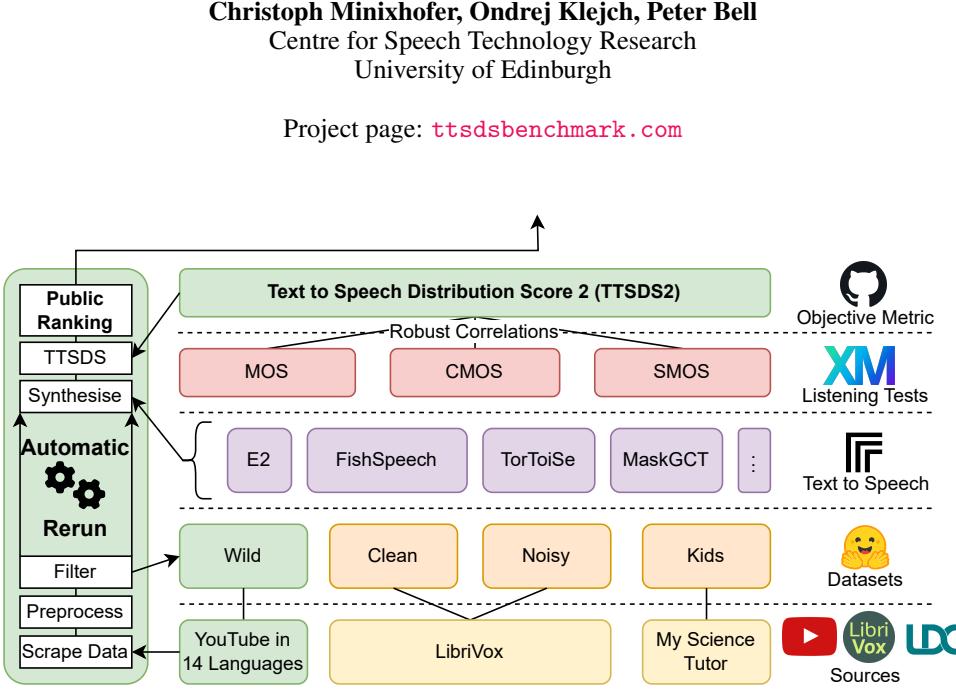 Christoph Minixhofer, Ondrej Klejch, Peter Bell
Centre for Speech Technology Research
University of Edinburgh
Project page: ttsdsbenchmark.com
Public
Ranking
TTSDS
Synthesise
Automatic
Rerun
Filter
Preprocess
Scrape Data
Text to Speech Distribution Score 2 (TTSDS2)
Objective Metric
Robust Correlations
MOS
CMOS
SMOS
XM
Listening Tests
E2
FishSpeech
TorToiSe
MaskGCT
⋮
Text to Speech
Wild
Clean
Noisy
Kids
Datasets
YouTube in
14 Languages
LibriVox
My Science
Tutor
Libri
Vox
LDC
Sources